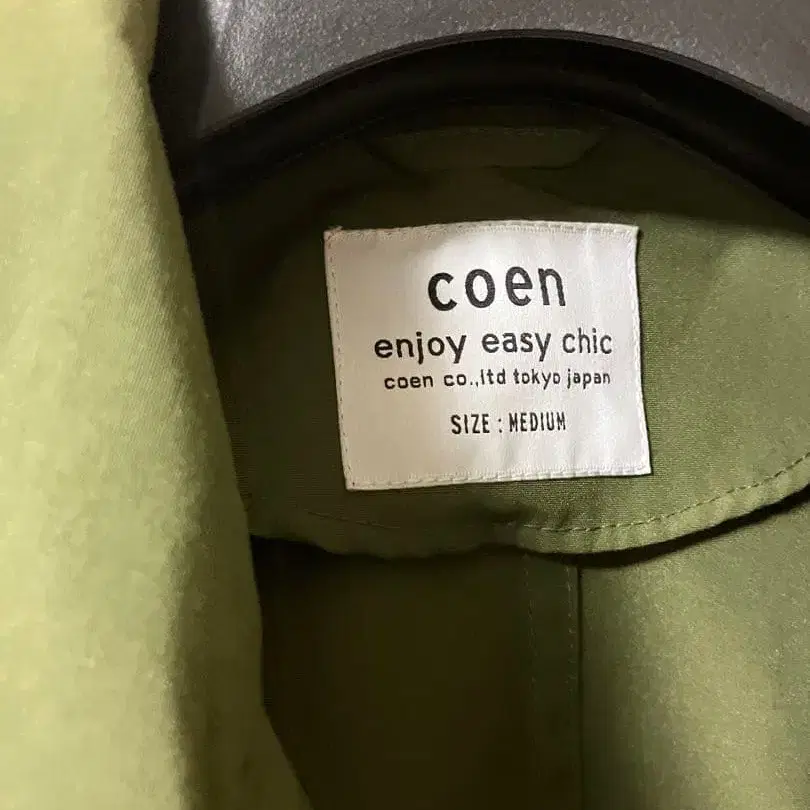 coen
enjoy easy chic
coen co.,ltd tokyo japan
SIZE : MEDIUM